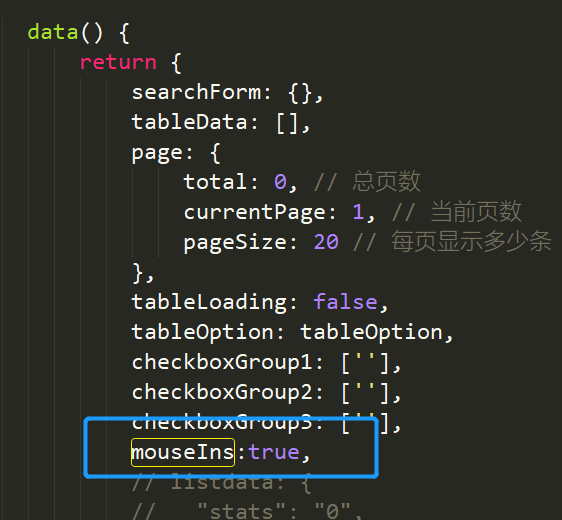 data() {
return {
searchForm: {},
tableData: [],
page: {
total: 0, // 总页数
currentPage: 1, // 当前页数
pageSize: 20 // 每页显示多少条
},
tableLoading: false,
tableOption: tableOption,
checkboxGroup1: [''],
checkboxGroup2: [''],
checkboxGroup3: [''],
mouseIns:true,
// listdata: {
// "stats": "0",